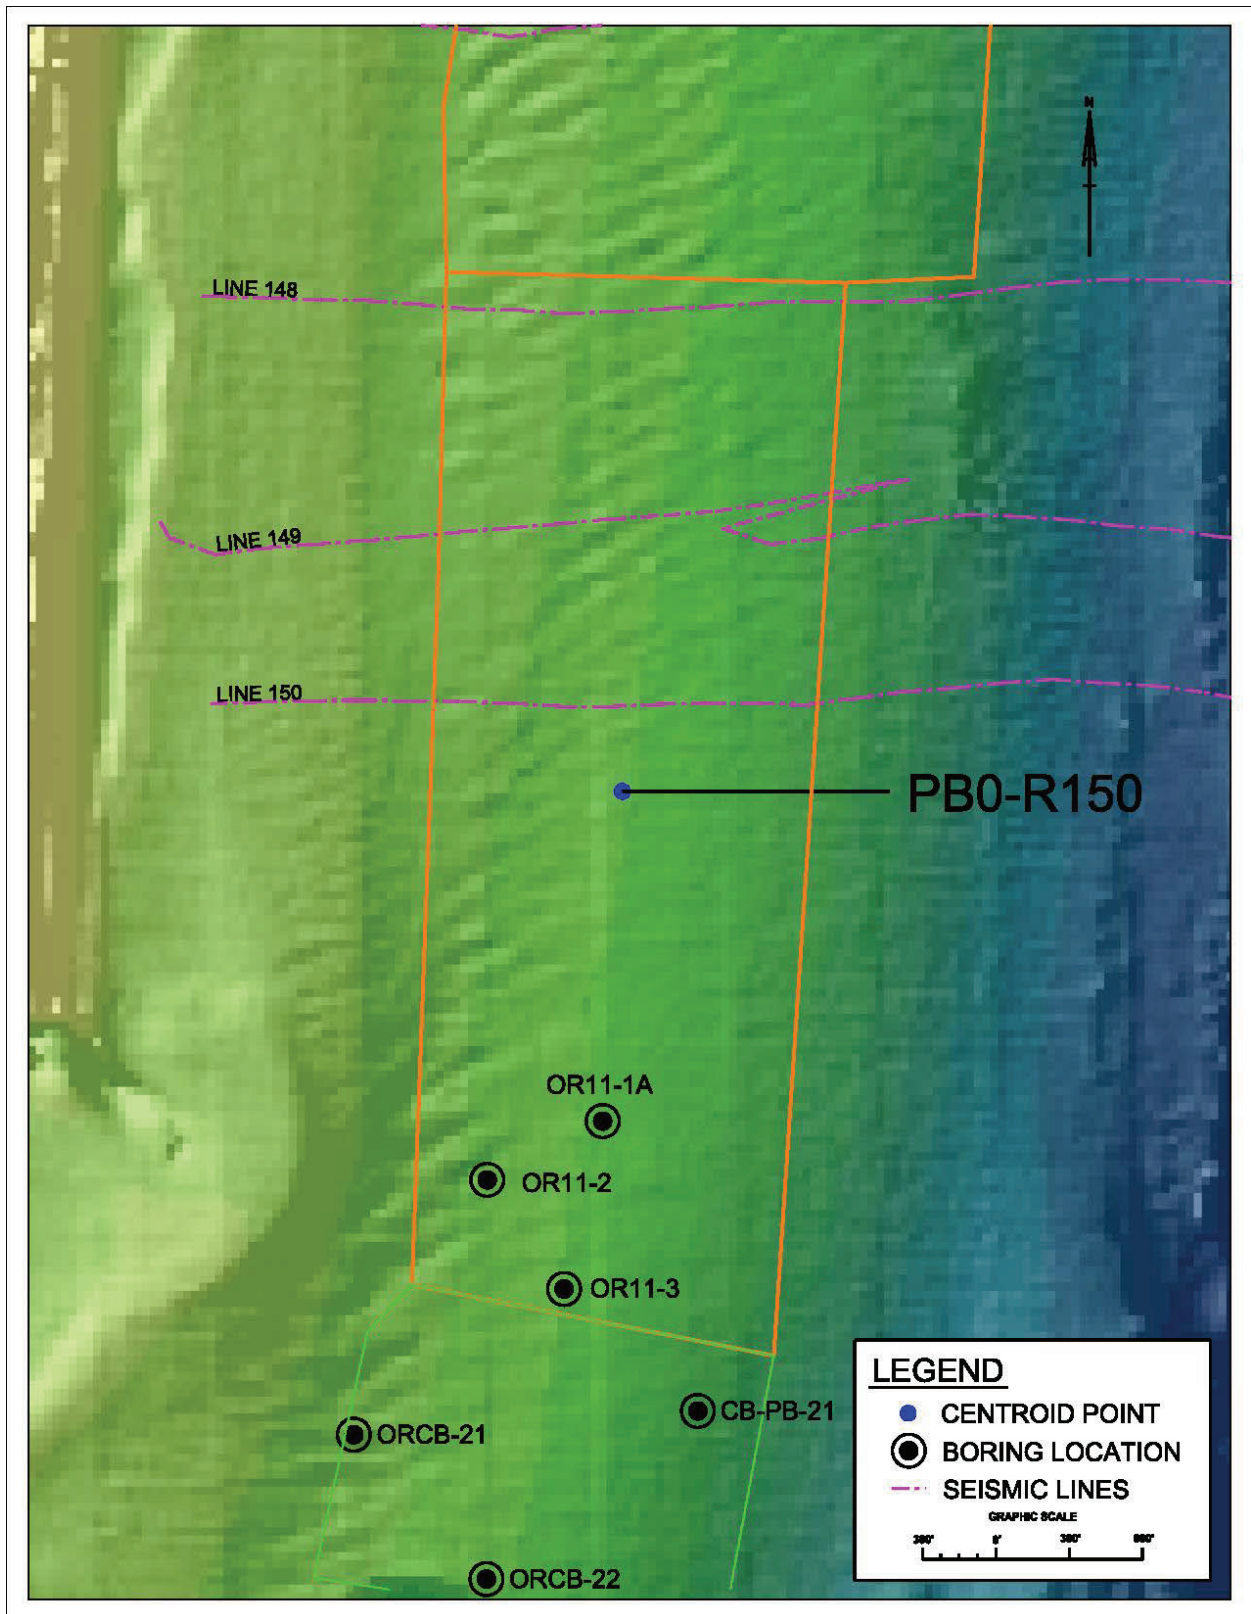 N
LINE 148
LINE 149
LINE 150
PB0-R150
OR11-1A
OR11-2
OR11-3
CB-PB-21
ORCB-21
ORCB-22
LEGEND
CENTROID POINT
BORING LOCATION
SEISMIC LINES
GRAPHIC SCALE
0'